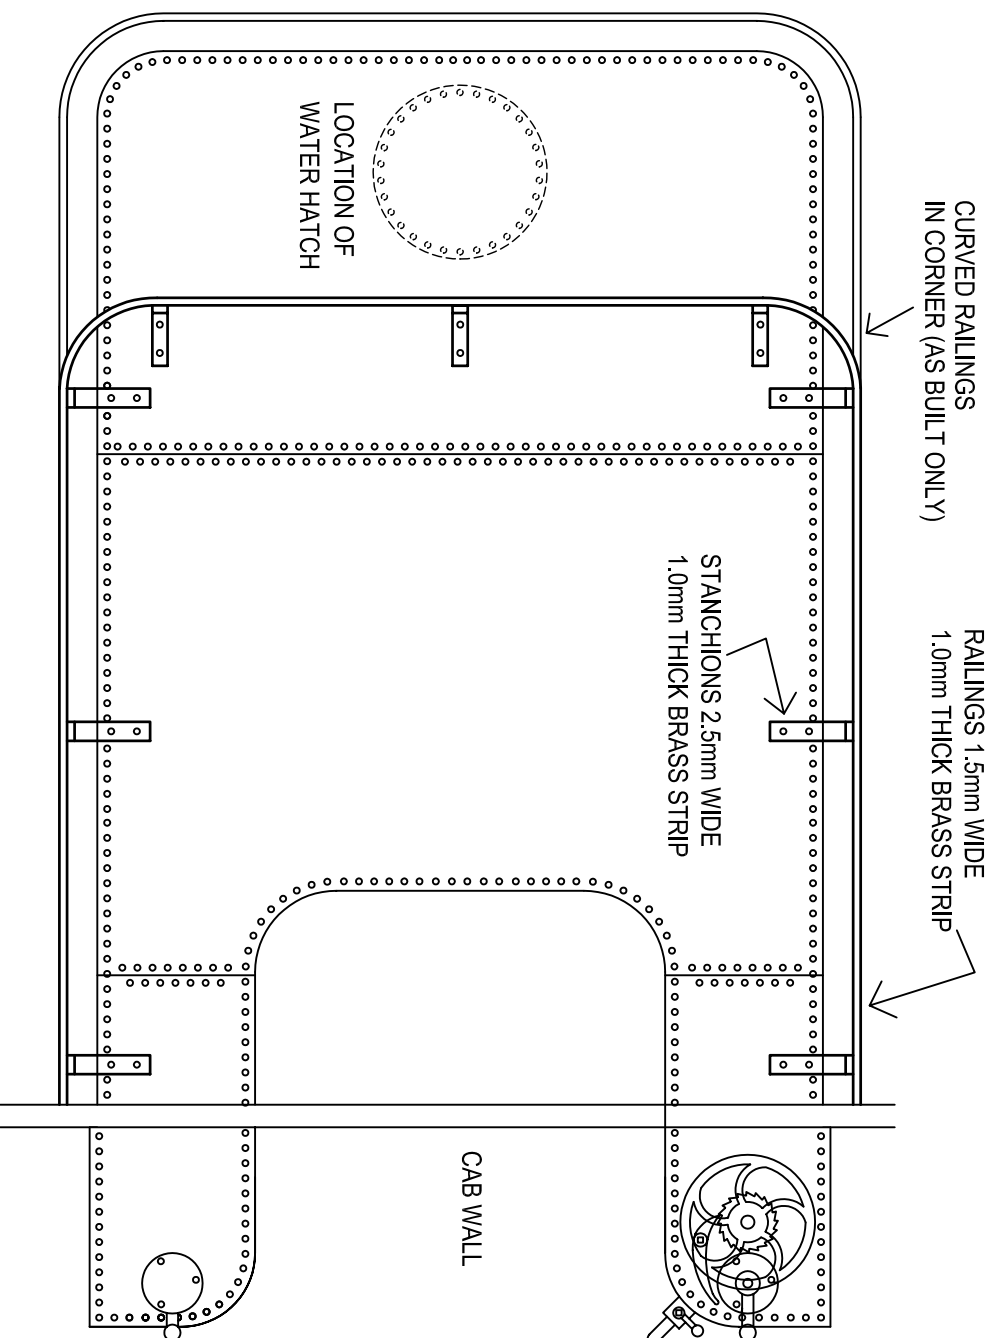 CURVED RAILINGS
IN CORNER (AS BUILT ONLY)
RAILINGS 1.5mm WIDE
1.0mm THICK BRASS STRIP
STANCHIONS 2.5mm WIDE
1.0mm THICK BRASS STRIP
LOCATION OF
WATER HATCH
CAB WALL